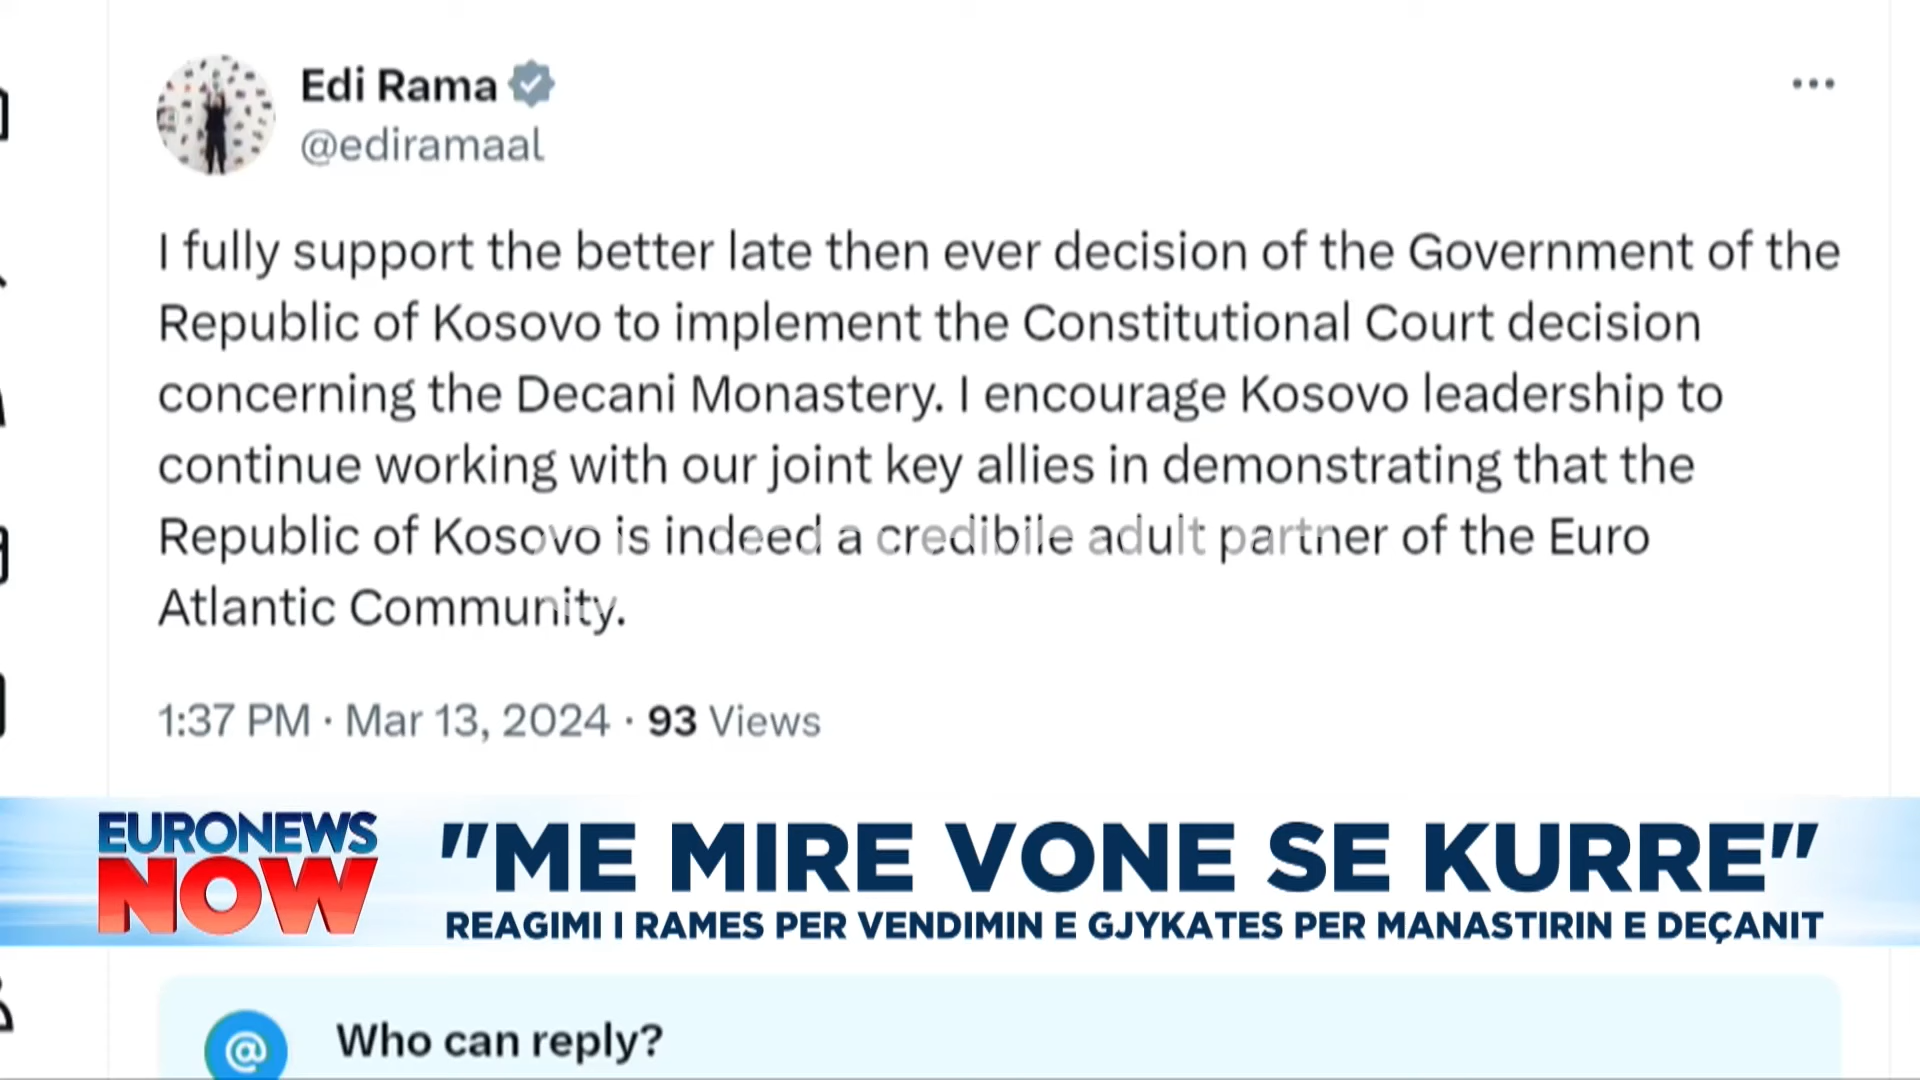 Edi Rama
@ediramaal
I fully support the better late then ever decision of the Government of the
Republic of Kosovo to implement the Constitutional Court decision
concerning the Decani Monastery. I encourage Kosovo leadership to
continue working with our joint key allies in demonstrating that the
Republic of Kosovo is indeed a credibile adult partner of the Euro
Atlantic Community.
1:37 PM · Mar 13, 2024 · 93 Views
EURONEWS
NOW
"ME MIRE VONE SE KURRE"
REAGIMI I RAMES PER VENDIMIN E GJYKATES PER MANASTIRIN E DEÇANIT
@ Who can reply?